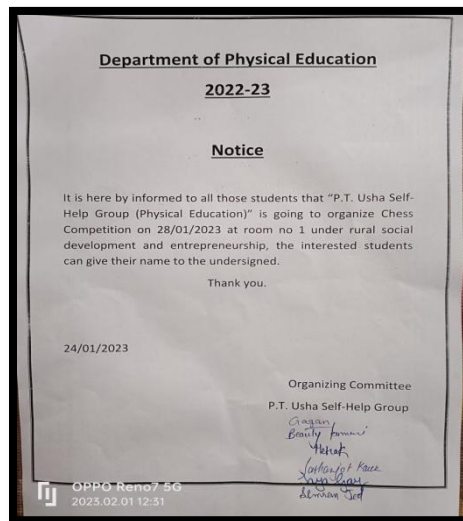 Department of Physical Education
2022-23
Notice
It is here by informed to all those students that "P.T. Usha Self-
Help Group (Physical Education)" is going to organize Chess
Competition on 28/01/2023 at room no 1 under rural social
development and entrepreneurship, the interested students
can give their name to the undersigned.
Thank you.
24/01/2023
Organizing Committee
P.T. Usha Self-Help Group
Gagan
Beauty
Kaur
OPPO Reno7 5G
2023.02.01 12:31